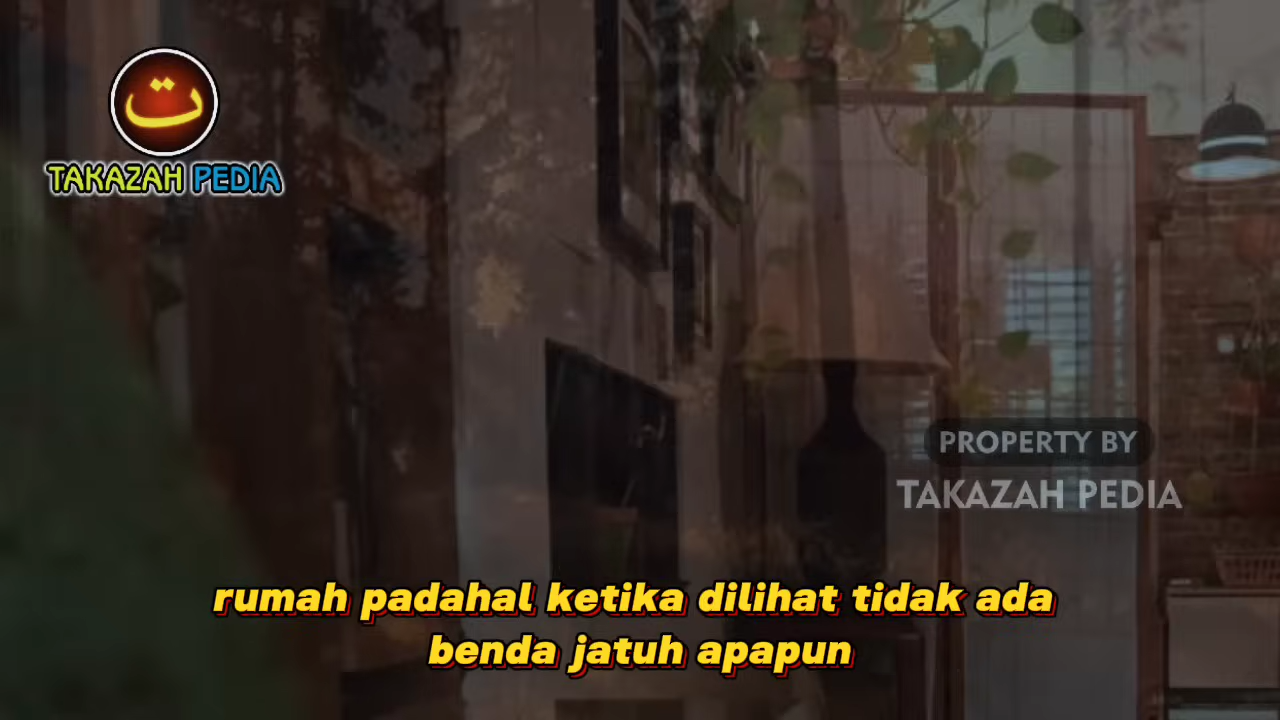 ت
TAKAZAH PEDIA
PROPERTY BY
TAKAZAH PEDIA
rumah padahal ketika dilihat tidak ada
benda jatuh apapun